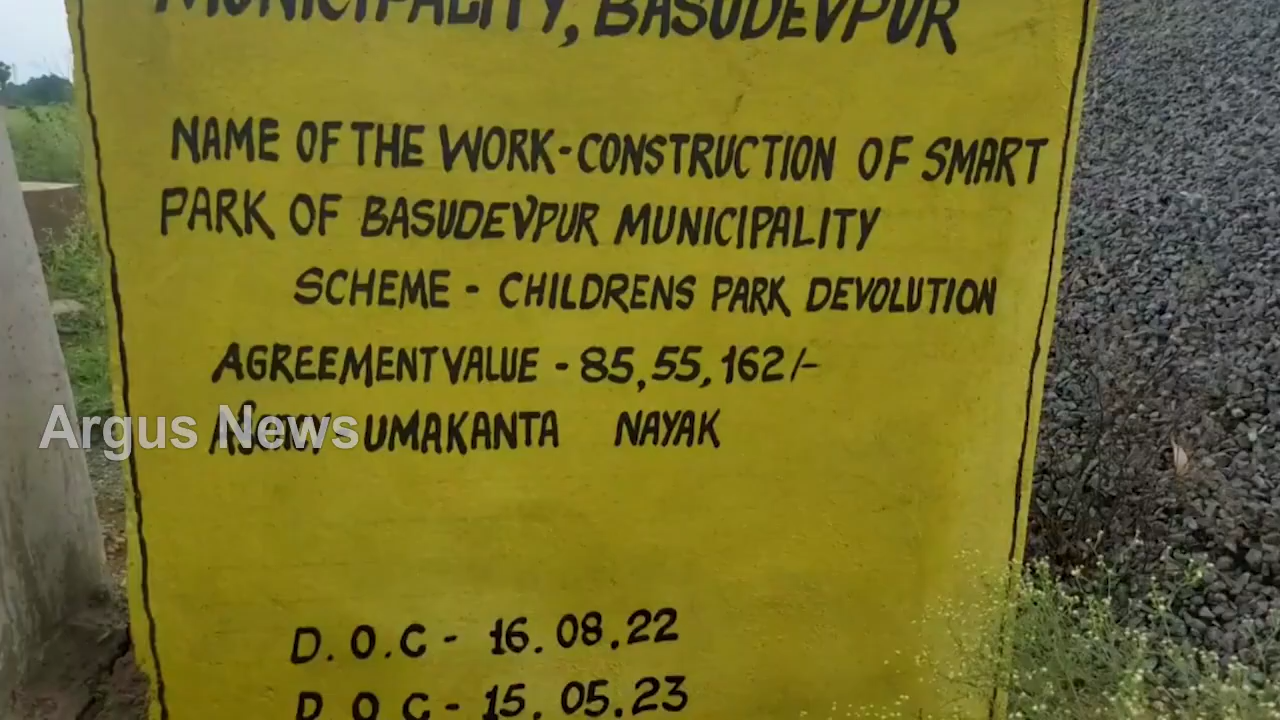 MUNICIPALITY, BASUDEVPUR
NAME OF THE WORK-CONSTRUCTION OF SMART
PARK OF BASUDEVPUR MUNICIPALITY
SCHEME - CHILDRENS PARK DEVOLUTION
AGREEMENT VALUE - 85,55,162/-
Argus News
UMAKANTA NAYAK
D.O.C - 16.08.22
D.O.C - 15.05.23